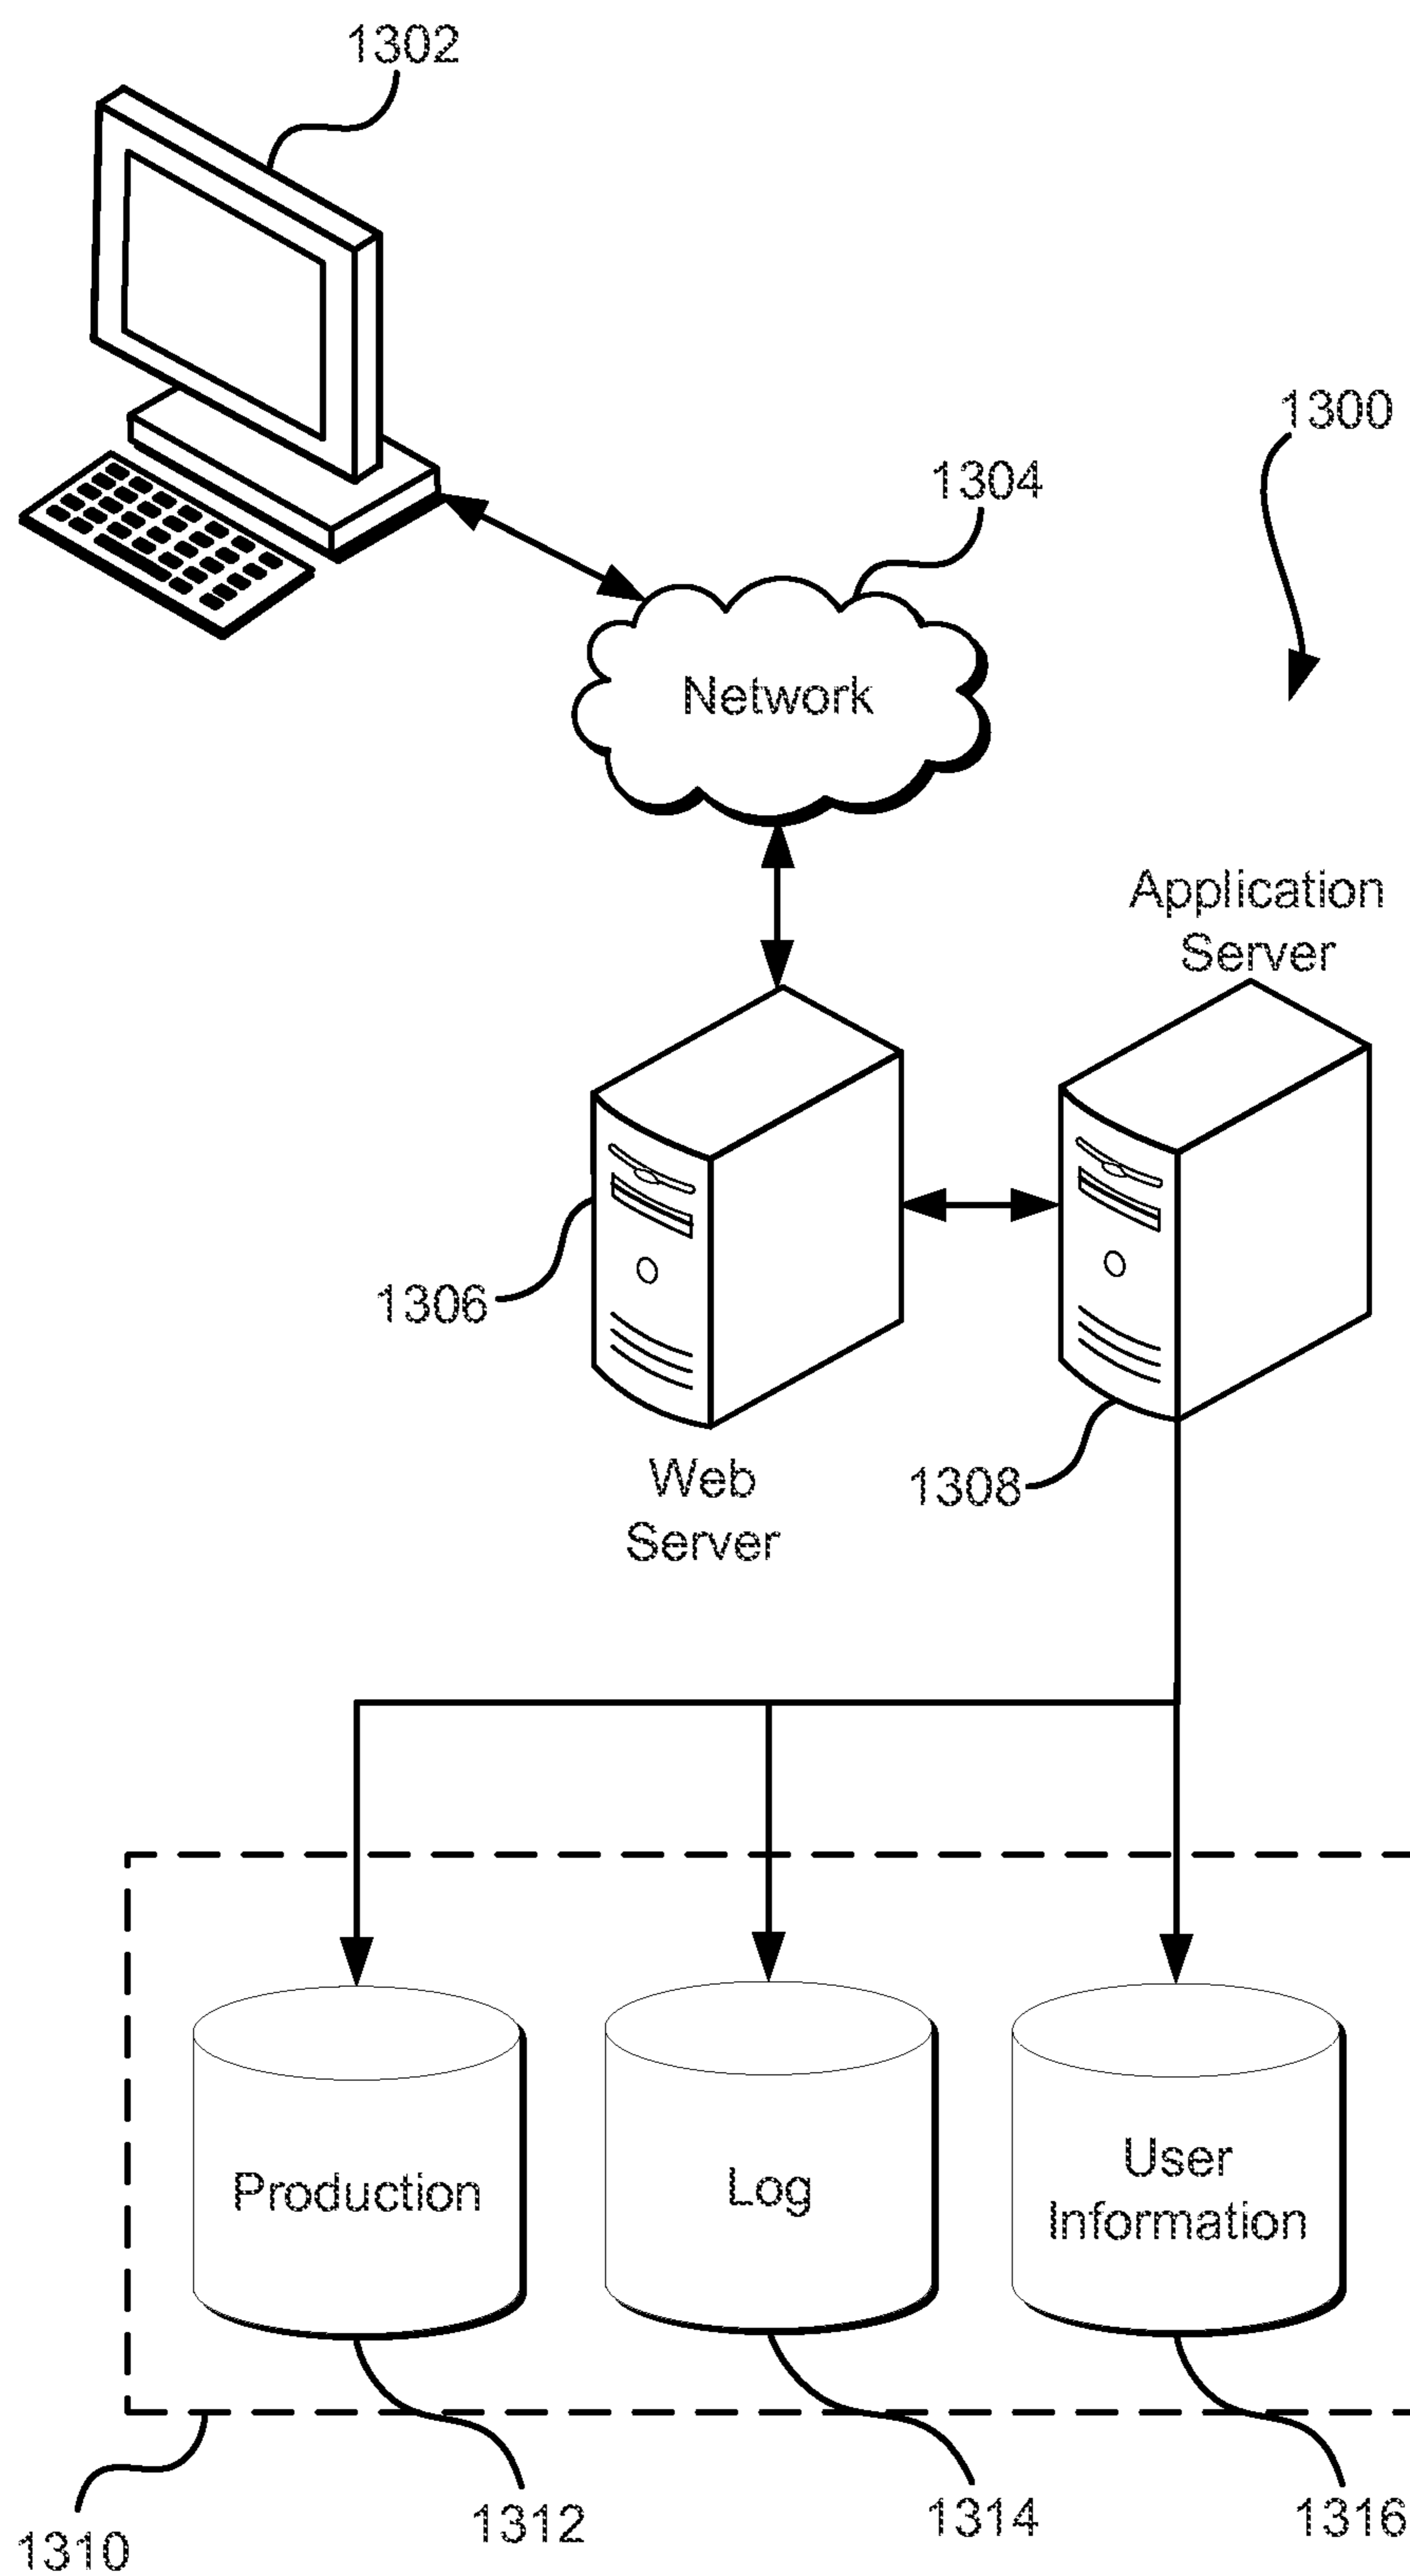 1302
1300
1304
Network
Application
Server
1306
Web
Server
1308
Production
Log
User
Information
1310
1312
1314
1316